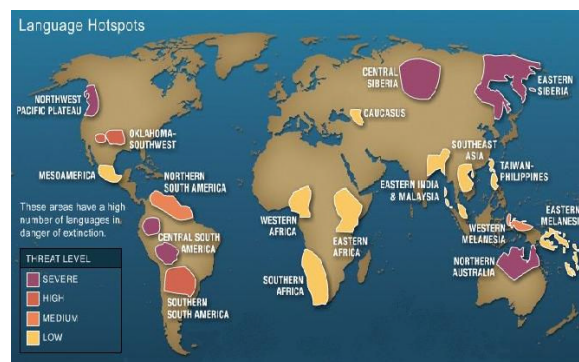 Language Hotspots
NORTHWEST
PACIFIC PLATEAU
OKLAHOMA-
SOUTHWEST
MESOAMERICA
NORTHERN
SOUTH AMERICA
CENTRAL SOUTH
AMERICA
SOUTHERN
SOUTH AMERICA
CENTRAL
SIBERIA
EASTERN
SIBERIA
CAUCASUS
SOUTHEAST
ASIA
TAIWAN-
PHILIPPINES
EASTERN INDIA
& MALAYSIA
WESTERN
AFRICA
EASTERN
AFRICA
SOUTHERN
AFRICA
WESTERN
MELANESIA
EASTERN
MELANES
NORTHERN
AUSTRALIA
These areas have a high
number of languages in
danger of extinction.
THREAT LEVEL
SEVERE
HIGH
MEDIUM
LOW